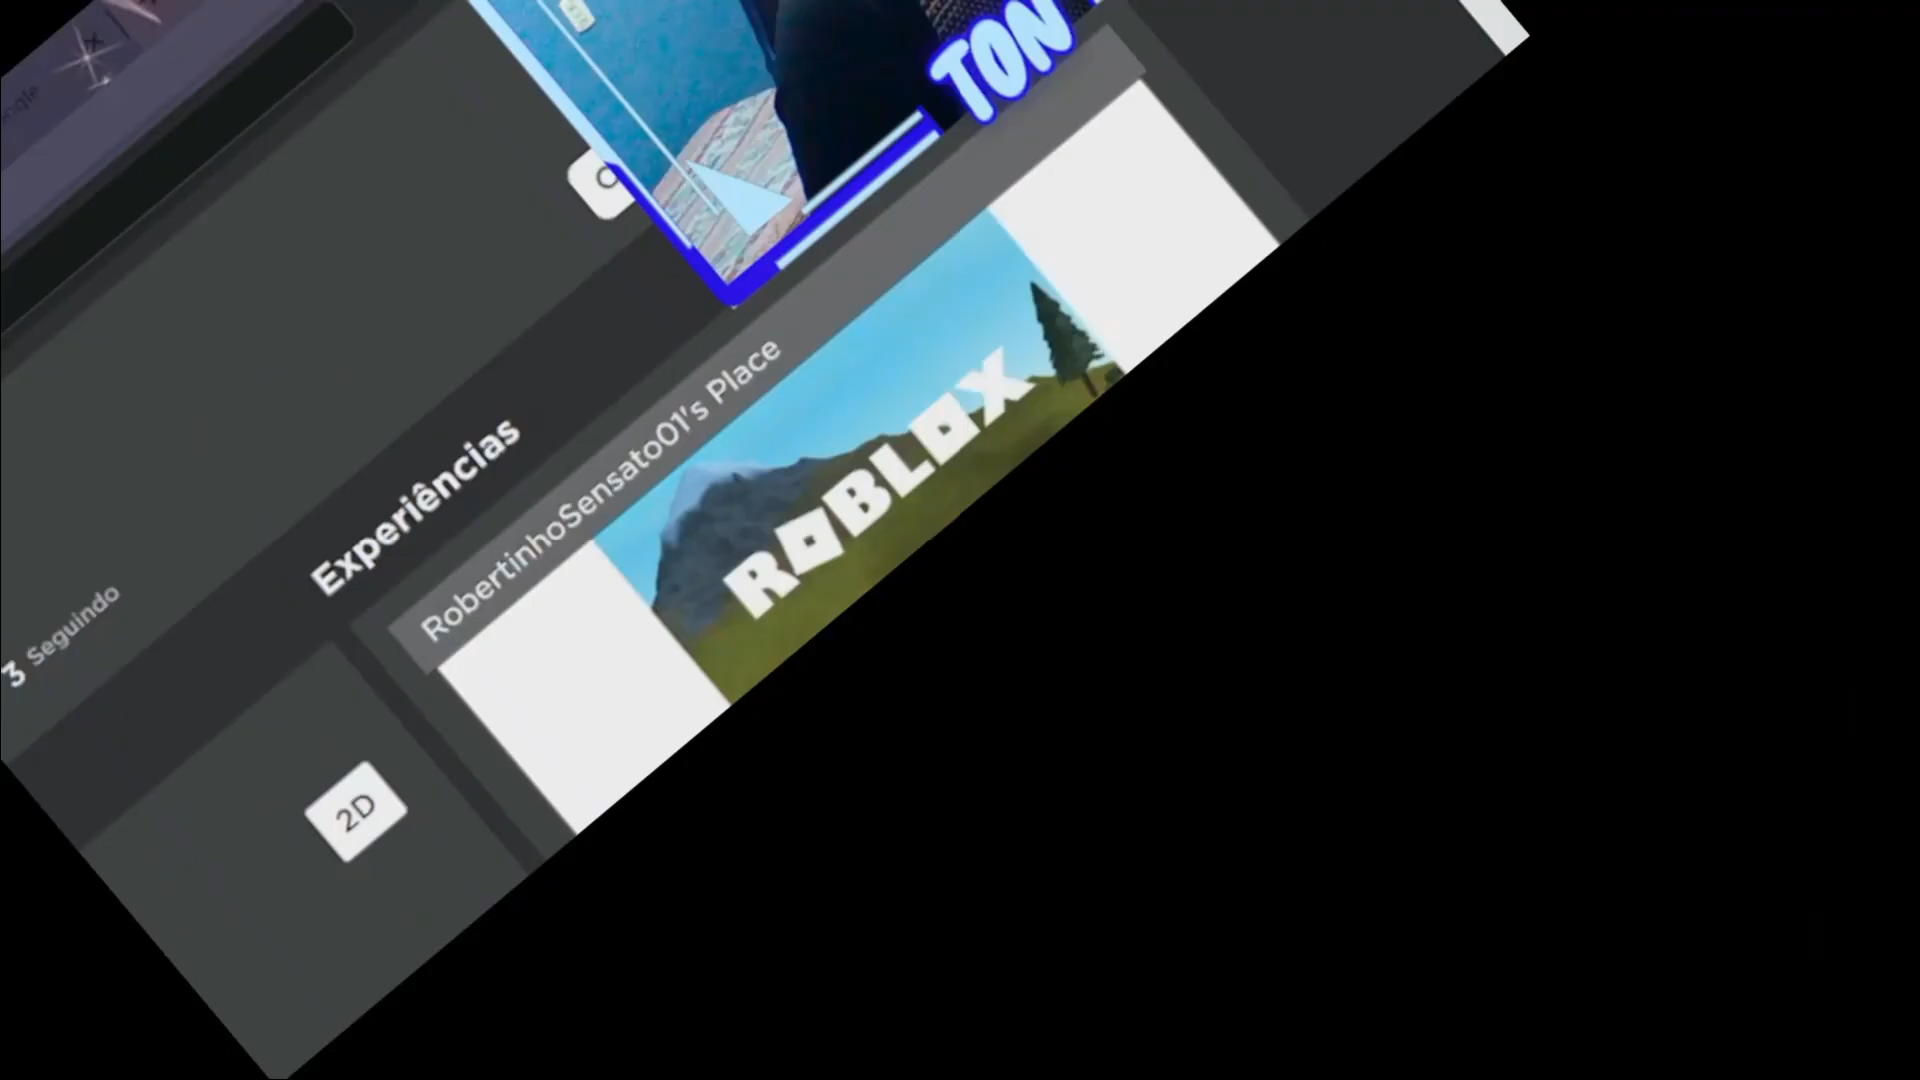 TON
3 Seguindo
Experiências
RobertinhoSensato01's Place
ROBLOX
2D